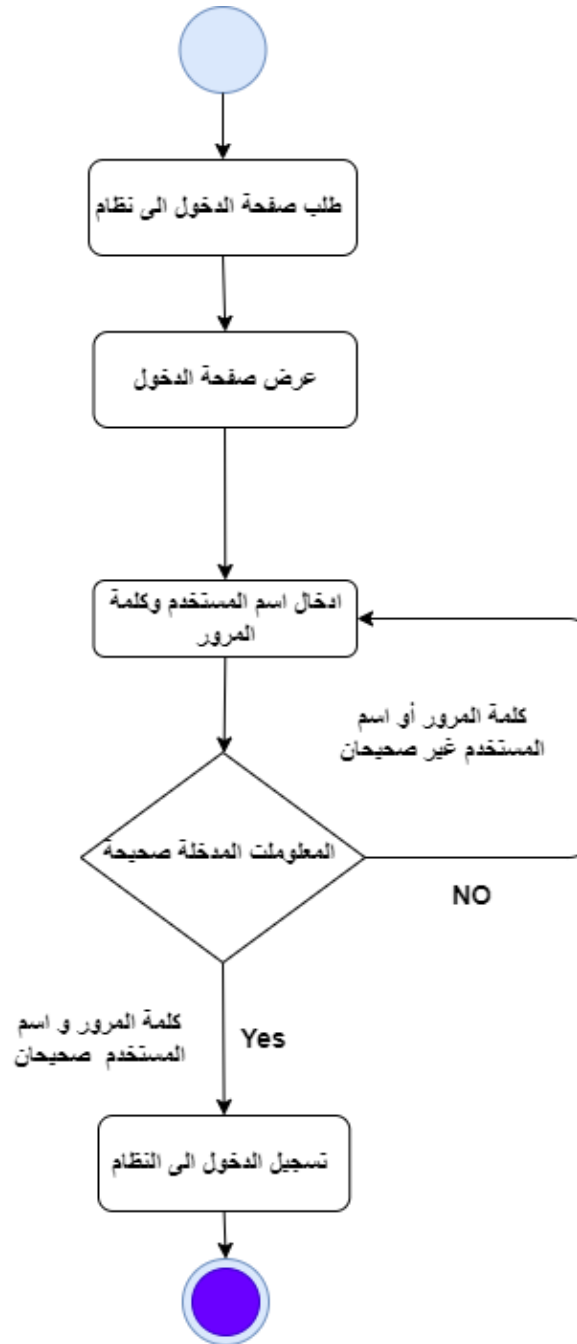 طلب صفحة الدخول الى نظام
عرض صفحة الدخول
ادخال اسم المستخدم وكلمة
المرور
كلمة المرور أو اسم
المستخدم غير صحيحان
المعلوملت المدخلة صحيحة
NO
كلمة المرور و اسم
المستخدم صحيحان
Yes
تسجيل الدخول الى النظام